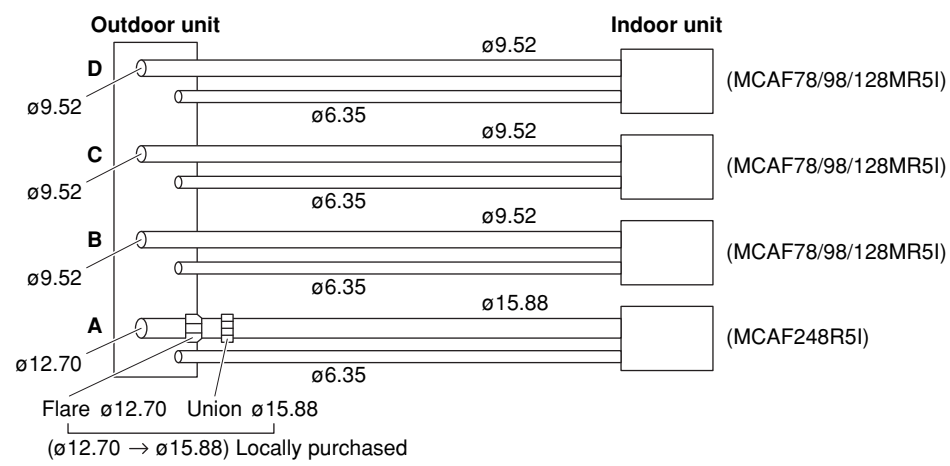 Outdoor unit
Indoor unit
D
ø9.52
ø9.52
(MCAF78/98/128MR5I)
ø6.35
C
ø9.52
ø9.52
(MCAF78/98/128MR5I)
ø6.35
B
ø9.52
ø9.52
(MCAF78/98/128MR5I)
ø6.35
A
ø12.70
ø15.88
(MCAF248R5I)
ø6.35
Flare ø12.70 Union ø15.88
(ø12.70 → ø15.88) Locally purchased